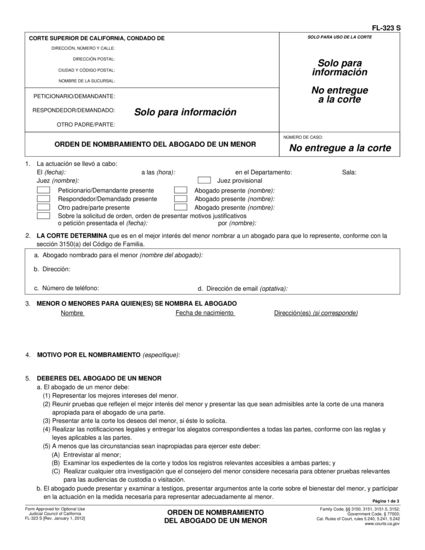 FL-323 S
CORTE SUPERIOR DE CALIFORNIA, CONDADO DE
SOLO PARA USO DE LA CORTE
DIRECCIÓN, NÚMERO Y CALLE:
DIRECCIÓN POSTAL:
CIUDAD Y CÓDIGO POSTAL:
NOMBRE DE LA SUCURSAL:
Solo para información
No entregue a la corte
PETICIONARIO/DEMANDANTE:
RESPONDEDOR/DEMANDADO:
Solo para información
OTRO PADRE/PARTE:
ORDEN DE NOMBRAMIENTO DEL ABOGADO DE UN MENOR
NÚMERO DE CASO:
No entregue a la corte
1. La actuación se llevó a cabo:
El (fecha): a las (hora): en el Departamento: Sala:
Juez (nombre): Juez provisional
Peticionario/Demandante presente Abogado presente (nombre):
Respondedor/Demandado presente Abogado presente (nombre):
Otro padre/parte presente Abogado presente (nombre):
Sobre la solicitud de orden, orden de presentar motivos justificativos
o petición presentada el (fecha): por (nombre):
2. LA CORTE DETERMINA que es en el mejor interés del menor nombrar a un abogado para que lo represente, conforme con la
sección 3150(a) del Código de Familia.
a. Abogado nombrado para el menor (nombre del abogado):
b. Dirección:
c. Número de teléfono: d. Dirección de email (optativa):
3. MENOR O MENORES PARA QUIEN(ES) SE NOMBRA EL ABOGADO
Nombre Fecha de nacimiento Dirección(es) (si corresponde)
4. MOTIVO POR EL NOMBRAMIENTO (especifique):
5. DEBERES DEL ABOGADO DE UN MENOR
a. El abogado de un menor debe:
(1) Representar los mejores intereses del menor.
(2) Reunir pruebas que reflejen el mejor interés del menor y presentar las que sean admisibles ante la corte de una manera
apropiada para el abogado de una parte.
(3) Presentar ante la corte los deseos del menor, si éste lo solicita.
(4) Realizar las notificaciones legales y entregar los alegatos correspondientes a todas las partes, conforme con las reglas y
leyes aplicables a las partes.
(5) A menos que las circunstancias sean inapropiadas para ejercer este deber:
(A) Entrevistar al menor;
(B) Examinar los expedientes de la corte y todos los registros relevantes accesibles a ambas partes; y
(C) Realizar cualquier otra investigación que el consejero del menor considere necesaria para obtener pruebas relevantes
para las audiencias de custodia o visitación.
b. El abogado puede presentar y examinar a testigos, presentar argumentos ante la corte sobre el bienestar del menor, y participar
en la actuación en la medida necesaria para representar adecuadamente al menor.
Página 1 de 3
Form Approved for Optional Use
Judicial Council of California
FL-323 S [Rev. January 1, 2012]
ORDEN DE NOMBRAMIENTO
DEL ABOGADO DE UN MENOR
Family Code, §§ 3150, 3151, 3151.5, 3152;
Government Code, § 77003;
Cal. Rules of Court, rules 5.240, 5.241, 5.242
www.courts.ca.gov